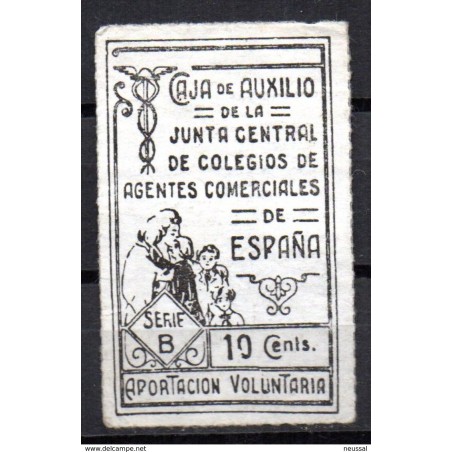 CAJA DE AUXILIO
DE LA
JUNTA CENTRAL
DE COLEGIOS DE
AGENTES COMERCIALES
DE
ESPAÑA
SERIE
B
10 Cents.
APORTACION VOLUNTARIA
delcampe.net
neussal